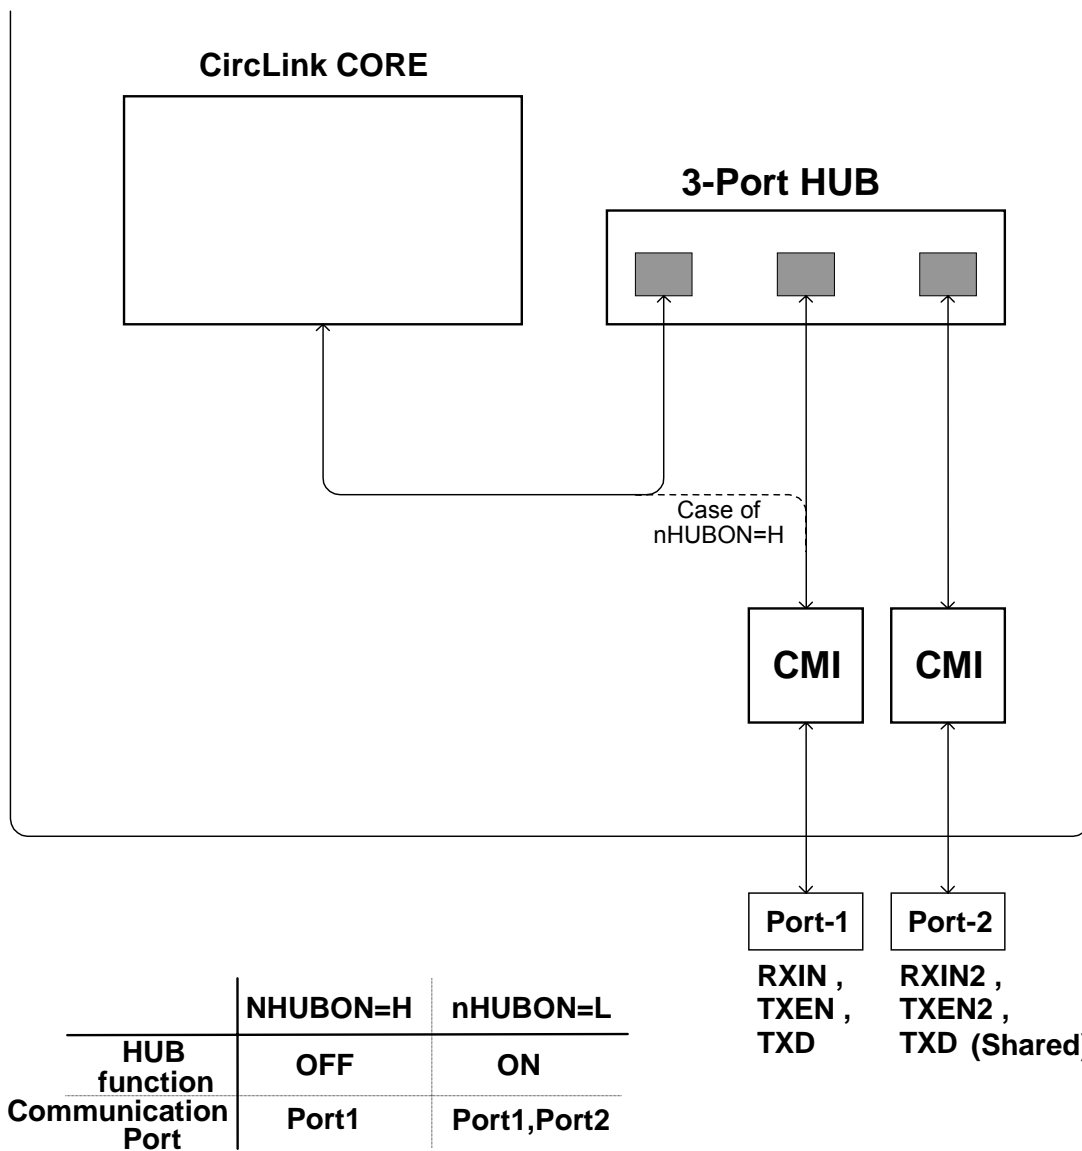 CircLink CORE
3-Port HUB
Case of
nHUBON=H
CMI
CMI
Port-1
Port-2
RXIN ,
TXEN ,
TXD
RXIN2 ,
TXEN2 ,
TXD (Shared)
NHUBON=H nHUBON=L
HUB
function
OFF ON
Communication
Port
Port1 Port1,Port2